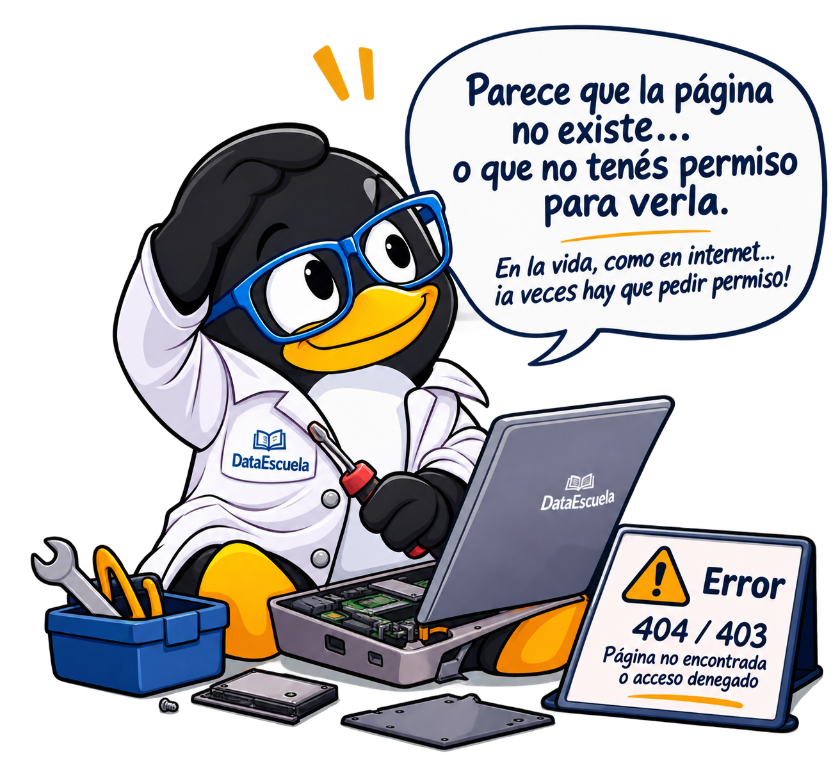 Parece que la página
no existe...
o que no tenés permiso
para verla.
En la vida, como en internet...
¡a veces hay que pedir permiso!
DataEscuela
DataEscuela
Error
404 / 403
Página no encontrada
o acceso denegado